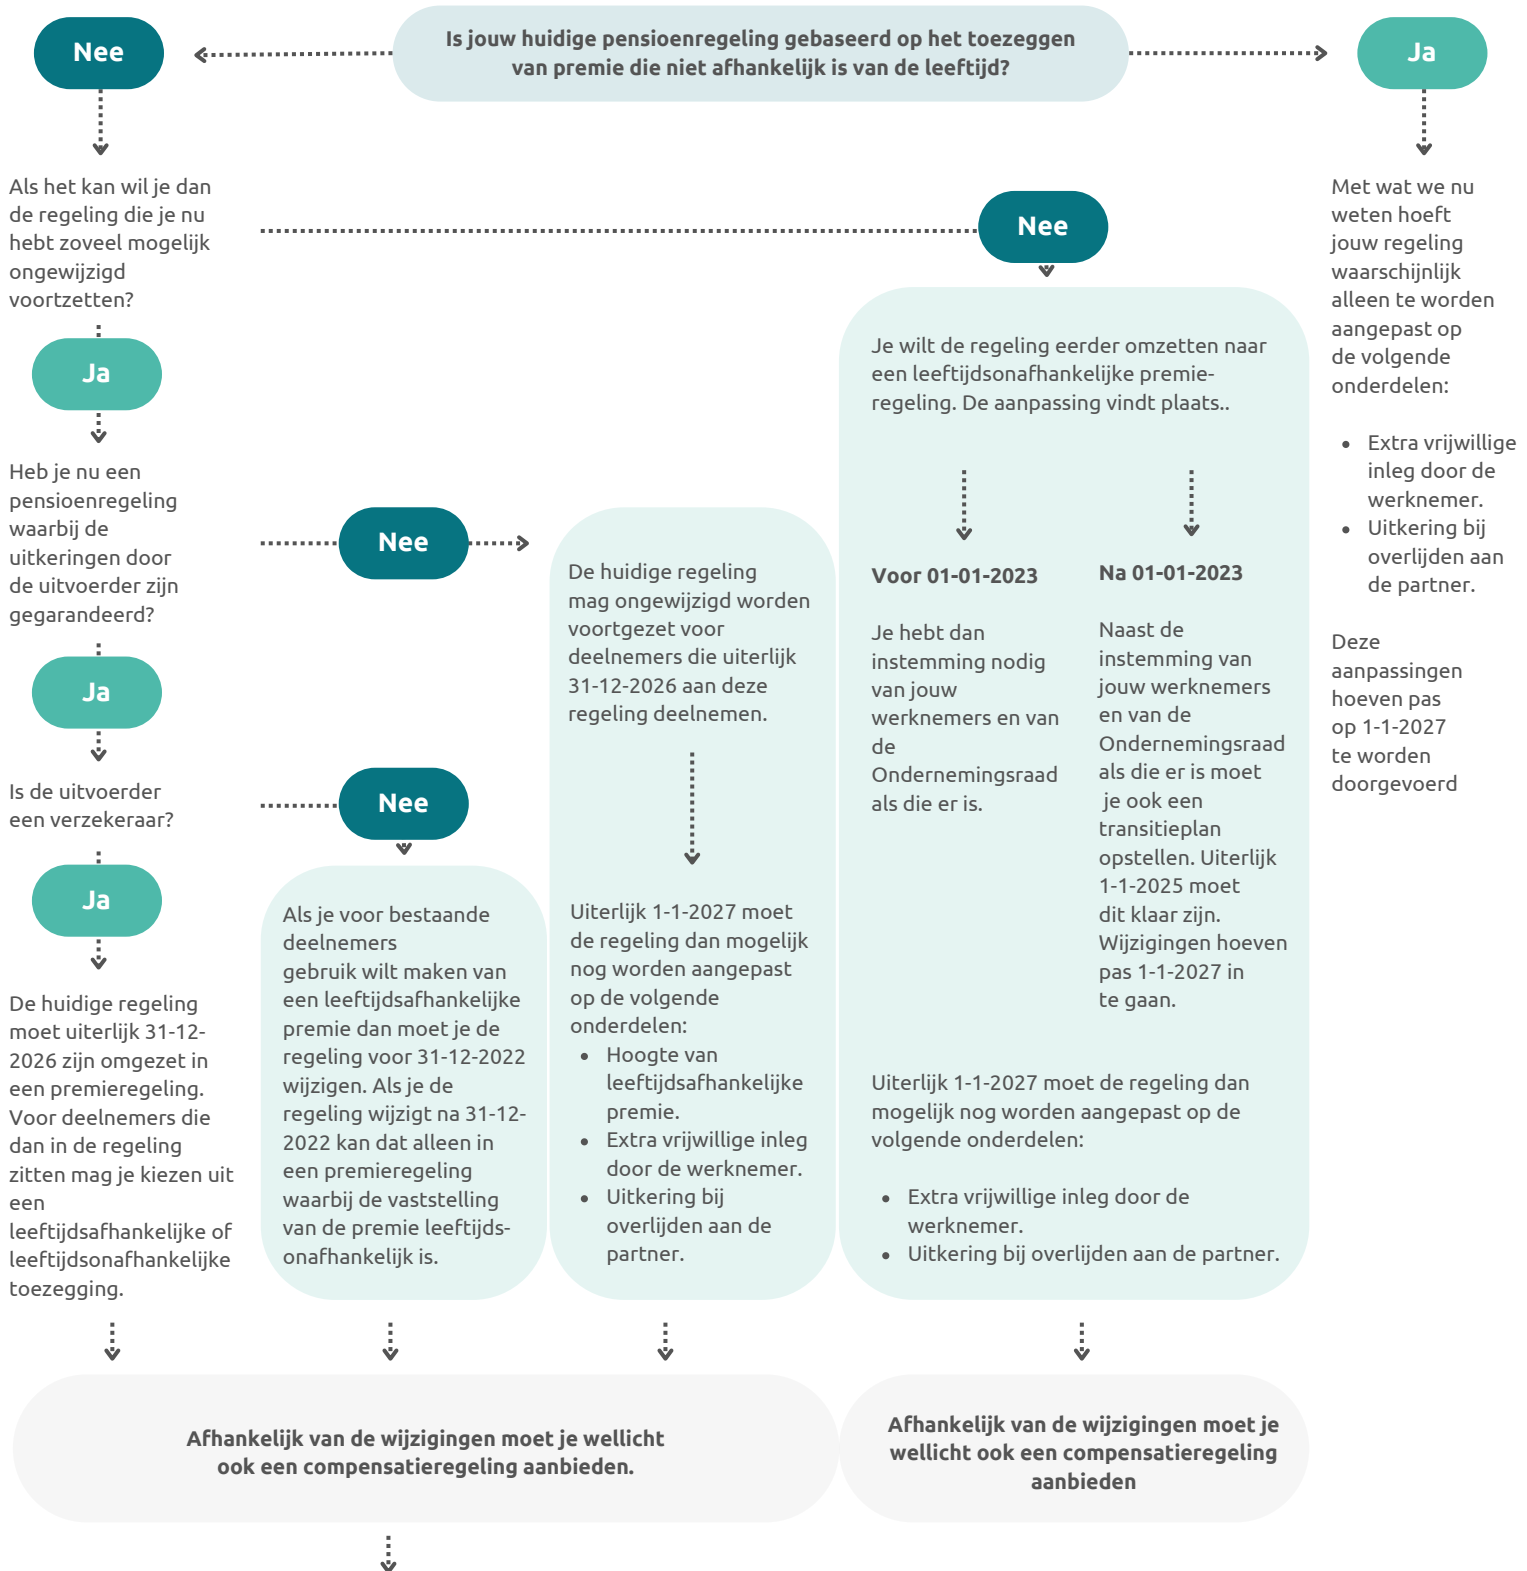 Is jouw huidige pensioenregeling gebaseerd op het toezeggen
van premie die niet afhankelijk is van de leeftijd?
Nee
Ja
Als het kan wil je dan
de regeling die je nu
hebt zoveel mogelijk
ongewijzigd
voortzetten?
Ja
Heb je nu een
pensioenregeling
waarbij de
uitkeringen door
de uitvoerder zijn
gegarandeerd?
Ja
Is de uitvoerder
een verzekeraar?
Ja
De huidige regeling
moet uiterlijk 31-12-
2026 zijn omgezet in
een premieregeling.
Voor deelnemers die
dan in de regeling
zitten mag je kiezen uit
een
leeftijdsafhankelijke of
leeftijdsonafhankelijke
toezegging.
Nee
Als je voor bestaande
deelnemers
gebruik wilt maken van
een leeftijdsafhankelijke
premie dan moet je de
regeling voor 31-12-2022
wijzigen. Als je de
regeling wijzigt na 31-12-
2022 kan dat alleen in
een premieregeling
waarbij de vaststelling
van de premie leeftijds-
onafhankelijk is.
Nee
De huidige regeling
mag ongewijzigd worden
voortgezet voor
deelnemers die uiterlijk
31-12-2026 aan deze
regeling deelnemen.
Uiterlijk 1-1-2027 moet
de regeling dan mogelijk
nog worden aangepast
op de volgende
onderdelen:
• Hoogte van
leeftijdsafhankelijke
premie.
• Extra vrijwillige inleg
door de werknemer.
• Uitkering bij
overlijden aan de
partner.
Nee
Je wilt de regeling eerder omzetten naar
een leeftijdsonafhankelijke premie-
regeling. De aanpassing vindt plaats..
Voor 01-01-2023
Je hebt dan
instemming nodig
van jouw
werknemers en van
de
Ondernemingsraad
als die er is.
Na 01-01-2023
Naast de
instemming van
jouw werknemers
en van de
Ondernemingsraad
als die er is moet
je ook een
transitieplan
opstellen. Uiterlijk
1-1-2025 moet
dit klaar zijn.
Wijzigingen hoeven
pas 1-1-2027 in
te gaan.
Uiterlijk 1-1-2027 moet de regeling dan
mogelijk nog worden aangepast op de
volgende onderdelen:
• Extra vrijwillige inleg door de
werknemer.
• Uitkering bij overlijden aan de partner.
Met wat we nu
weten hoeft
jouw regeling
waarschijnlijk
alleen te worden
aangepast op
de volgende
onderdelen:
• Extra vrijwillige
inleg door de
werknemer.
• Uitkering bij
overlijden aan
de partner.
Deze
aanpassingen
hoeven pas
op 1-1-2027
te worden
doorgevoerd
Afhankelijk van de wijzigingen moet je wellicht
ook een compensatieregeling aanbieden.
Afhankelijk van de wijzigingen moet je
wellicht ook een compensatieregeling
aanbieden